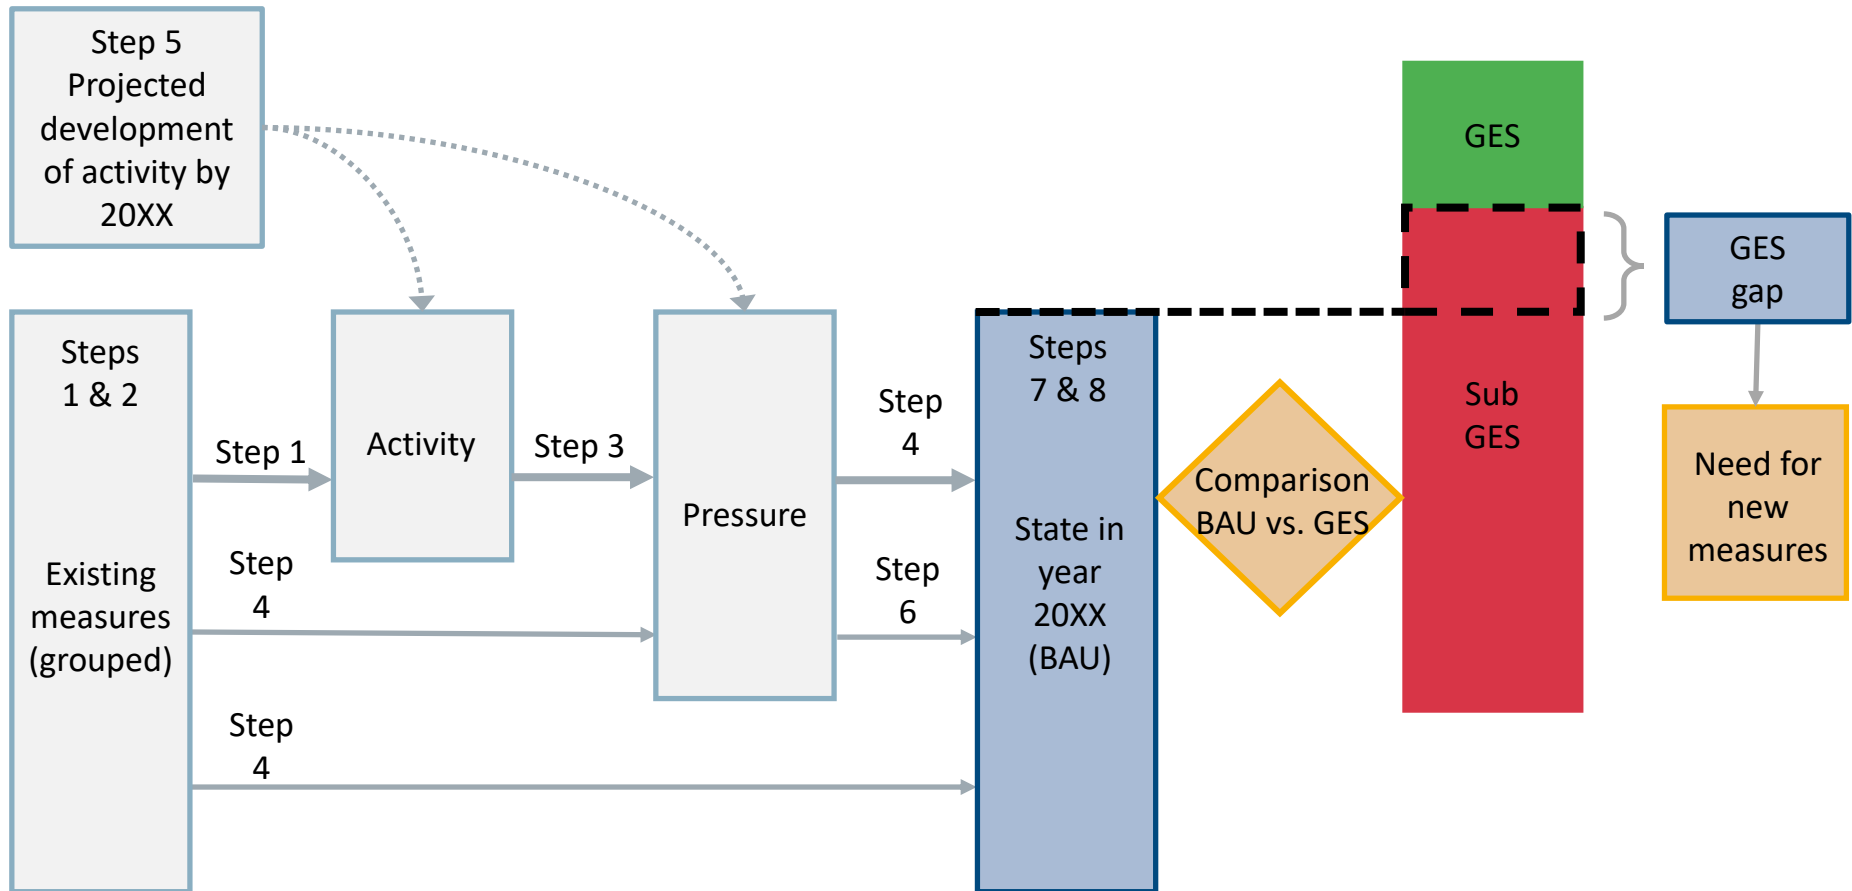 Step 5
Projected
development
of activity by
20XX
Steps
1 & 2
Existing
measures
(grouped)
Step 1
Step
4
Step
4
Activity
Step 3
Pressure
Step
4
Step
6
Steps
7 & 8
State in
year
20XX
(BAU)
Comparison
BAU vs. GES
GES
Sub
GES
GES
gap
Need for
new
measures